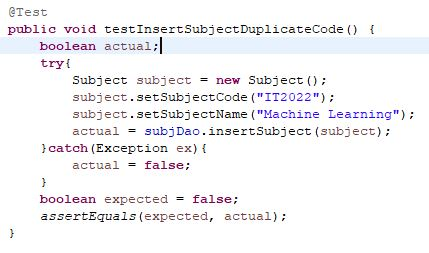 @Test
public void testInsertSubjectDuplicateCode() {
    boolean actual;
    try{
        Subject subject = new Subject();
        subject.setSubjectCode("IT2022");
        subject.setSubjectName("Machine Learning");
        actual = subjDao.insertSubject(subject);
    }catch(Exception ex){
        actual = false;
    }
    boolean expected = false;
    assertEquals(expected, actual);
}